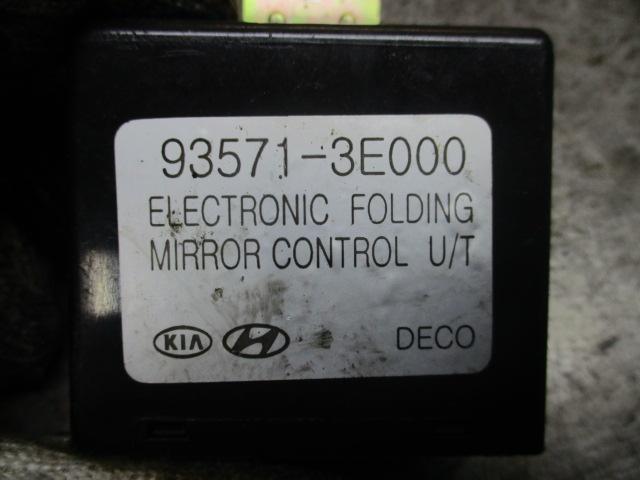 93571-3E000
ELECTRONIC FOLDING
MIRROR CONTROL U/T
KIA DECO